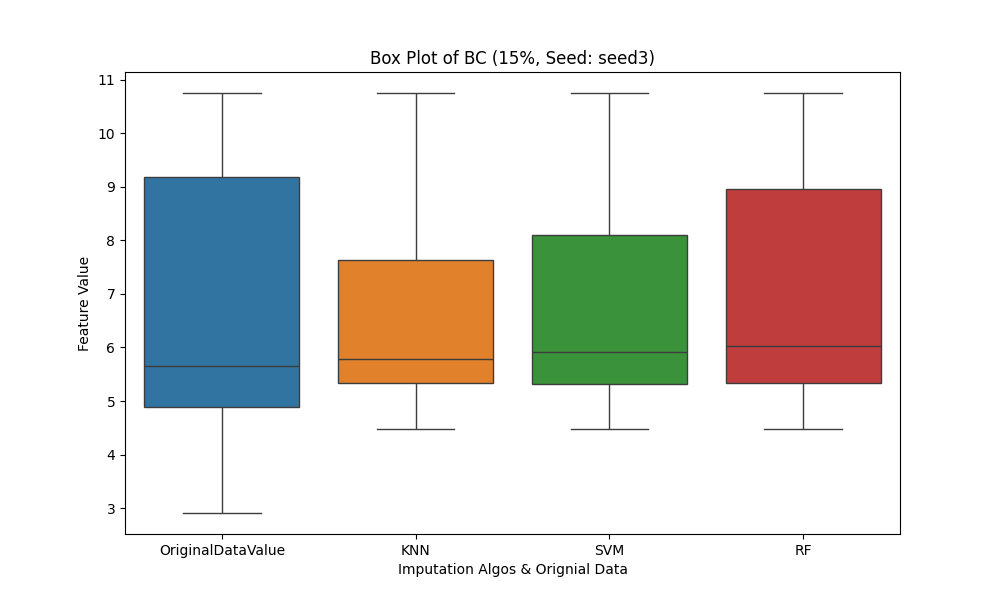 Box Plot of BC (15%, Seed: seed3)
11
10
9
8
7
6
5
4
3
Feature Value
OriginalDataValue KNN SVM RF
Imputation Algos & Orignial Data